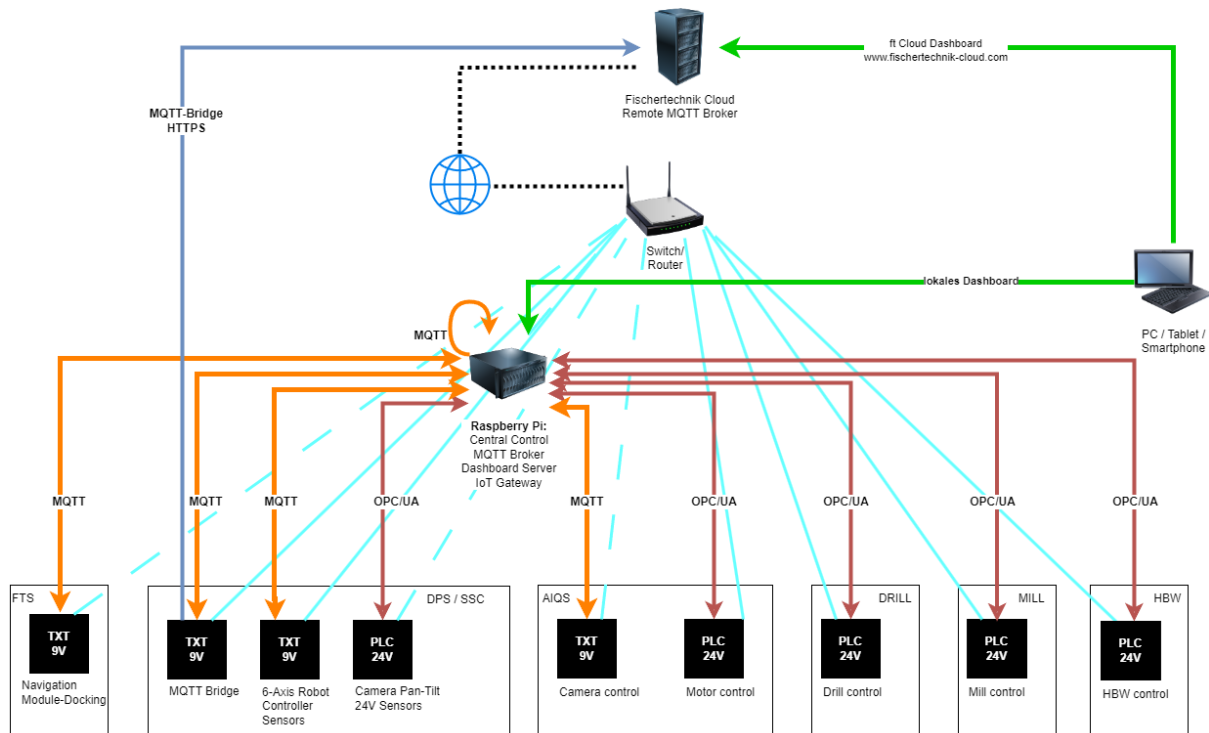 ft Cloud Dashboard
www.fischertechnik-cloud.com
Fischertechnik Cloud
Remote MQTT Broker
MQTT-Bridge
HTTPS
Switch/
Router
lokales Dashboard
PC / Tablet /
Smartphone
MQTT
Raspberry Pi:
Central Control
MQTT Broker
Dashboard Server
IoT Gateway
MQTT
MQTT
MQTT
OPC/UA
MQTT
OPC/UA
OPC/UA
OPC/UA
OPC/UA
FTS
TXT
9V
Navigation
Module-Docking
DPS / SSC
TXT
9V
MQTT Bridge
TXT
9V
6-Axis Robot
Controller
Sensors
PLC
24V
Camera Pan-Tilt
24V Sensors
AIQS
TXT
9V
Camera control
PLC
24V
Motor control
DRILL
PLC
24V
Drill control
MILL
PLC
24V
Mill control
HBW
PLC
24V
HBW control